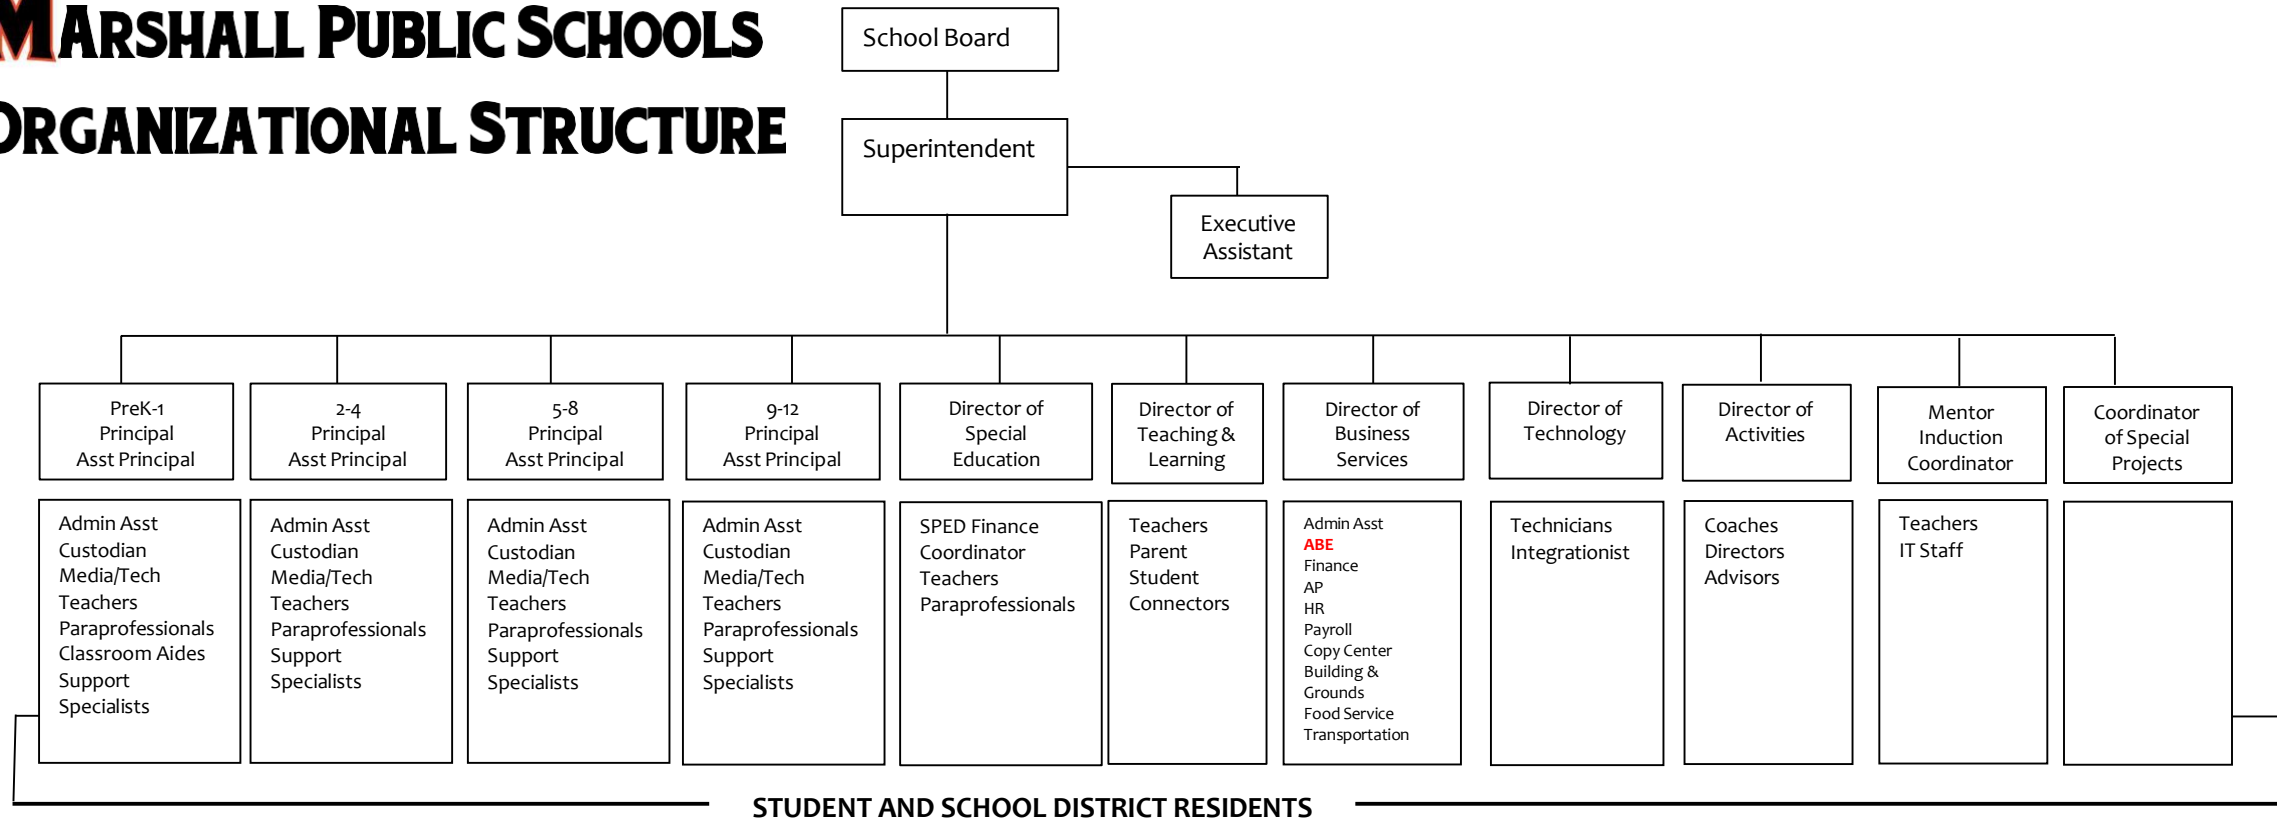 MARSHALL PUBLIC SCHOOLS
ORGANIZATIONAL STRUCTURE
School Board
Superintendent
Executive
Assistant
PreK-1
Principal
Asst Principal
2-4
Principal
Asst Principal
5-8
Principal
Asst Principal
9-12
Principal
Asst Principal
Director of
Special
Education
Director of
Teaching &
Learning
Director of
Business
Services
Director of
Technology
Director of
Activities
Mentor
Induction
Coordinator
Coordinator
of Special
Projects
Admin Asst
Custodian
Media/Tech
Teachers
Paraprofessionals
Classroom Aides
Support
Specialists
Admin Asst
Custodian
Media/Tech
Teachers
Paraprofessionals
Support
Specialists
Admin Asst
Custodian
Media/Tech
Teachers
Paraprofessionals
Support
Specialists
Admin Asst
Custodian
Media/Tech
Teachers
Paraprofessionals
Support
Specialists
SPED Finance
Coordinator
Teachers
Paraprofessionals
Teachers
Parent
Student
Connectors
Admin Asst
ABE
Finance
AP
HR
Payroll
Copy Center
Building &
Grounds
Food Service
Transportation
Technicians
Integrationist
Coaches
Directors
Advisors
Teachers
IT Staff
STUDENT AND SCHOOL DISTRICT RESIDENTS